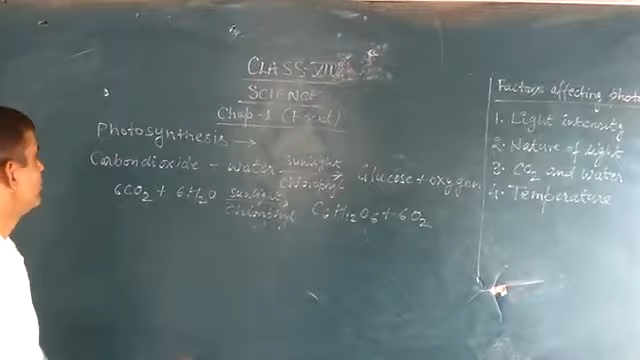 CLASS-VII
SCIENCE
Chap-1 (Food)
Photosynthesis →
Carbondioxide - Water sunlight
chlorophyll Glucose + oxygen
6CO2 + 6H2O sunlight
chlorophyll C6H12O6 + 6O2
Factors affecting photo
1. Light intensity
2. Nature of light
3. CO2 and water
4. Temperature